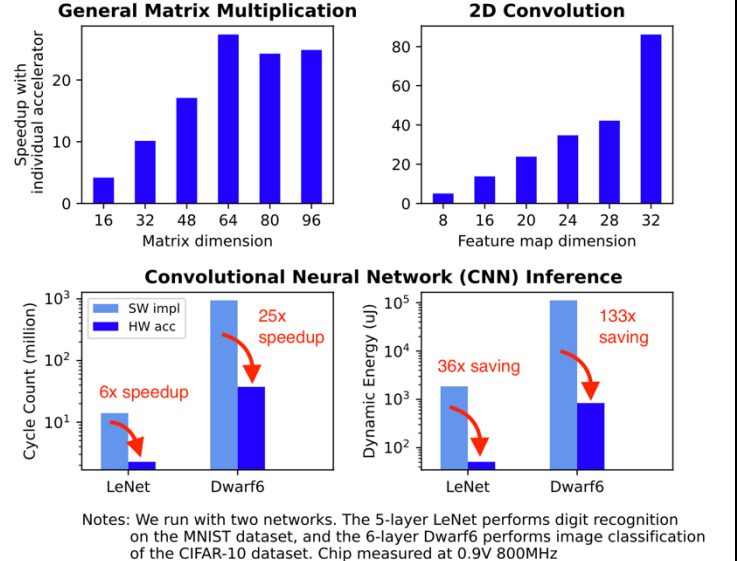 General Matrix Multiplication
Speedup with
individual accelerator
20
10
0
16 32 48 64 80 96
Matrix dimension
2D Convolution
80
60
40
20
0
8 16 20 24 28 32
Feature map dimension
Convolutional Neural Network (CNN) Inference
Cycle Count (million)
10³
10²
10¹
SW impl
HW acc
6x speedup
25x
speedup
LeNet Dwarf6
Dynamic Energy (uJ)
10⁵
10⁴
10³
10²
36x saving
133x
saving
LeNet Dwarf6
Notes: We run with two networks. The 5-layer LeNet performs digit recognition
on the MNIST dataset, and the 6-layer Dwarf6 performs image classification
of the CIFAR-10 dataset. Chip measured at 0.9V 800MHz